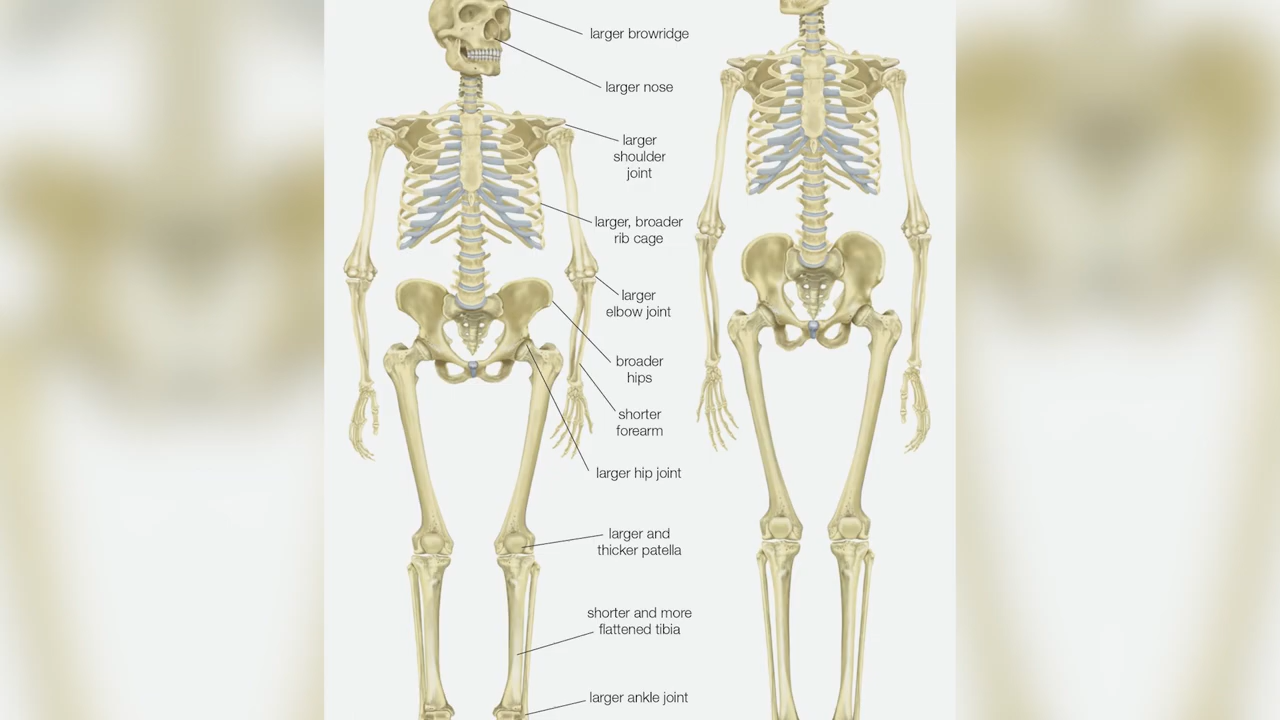 larger browridge
larger nose
larger
shoulder
joint
larger, broader
rib cage
larger
elbow joint
broader
hips
shorter
forearm
larger hip joint
larger and
thicker patella
shorter and more
flattened tibia
larger ankle joint